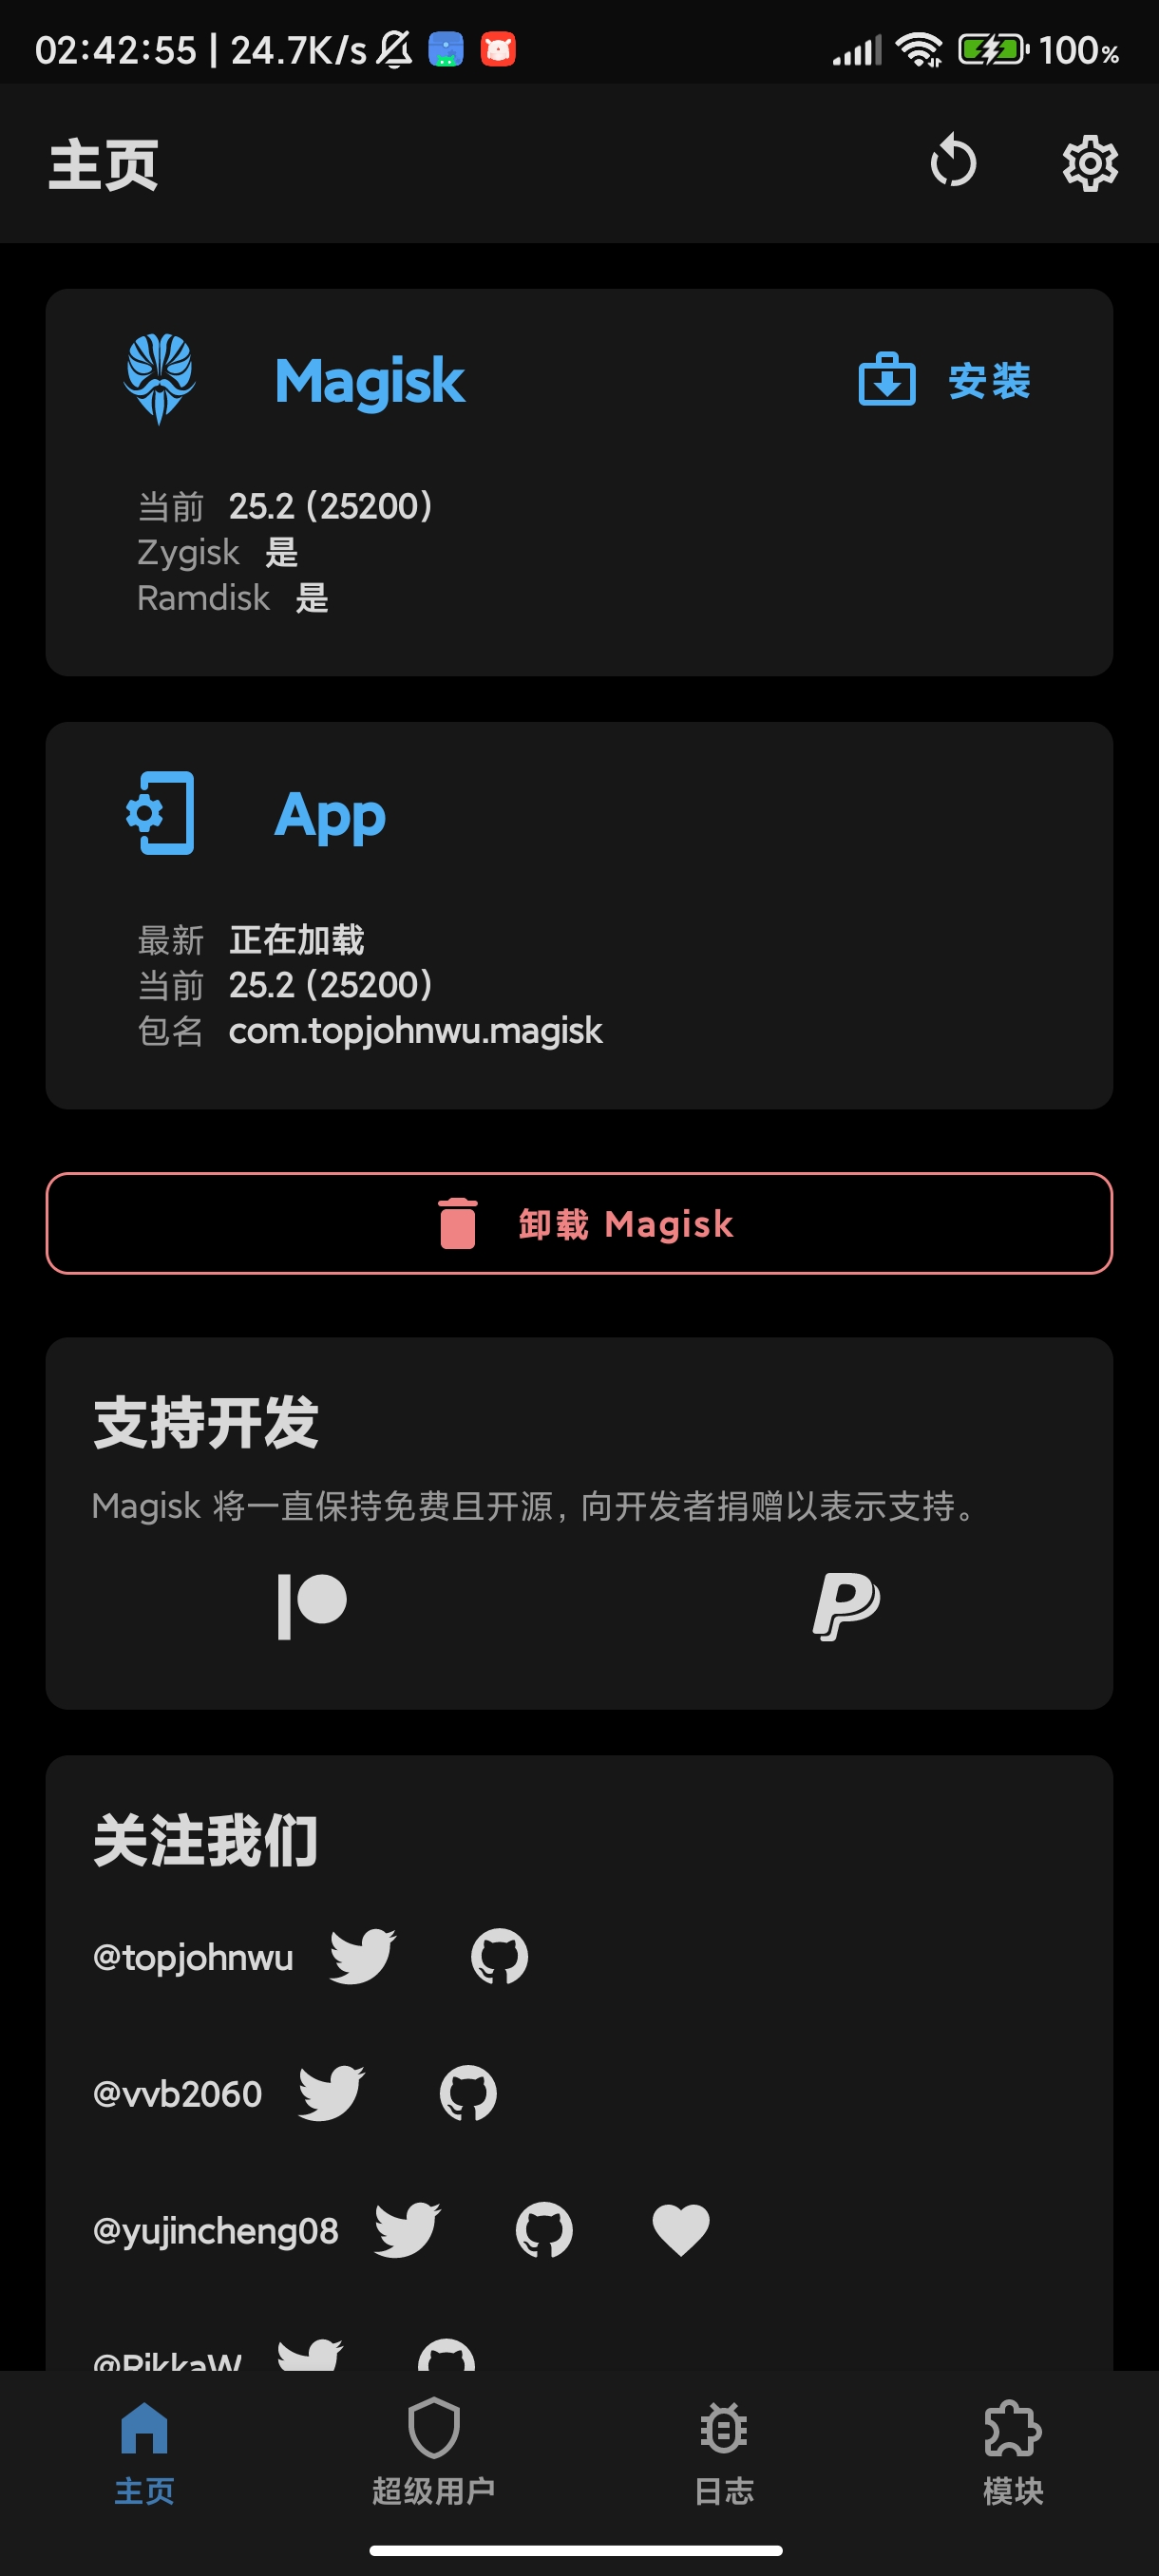 02:42:55 | 24.7K/s 100%
主页
Magisk 安装
当前 25.2 (25200)
Zygisk 是
Ramdisk 是
App
最新 正在加载
当前 25.2 (25200)
包名 com.topjohnwu.magisk
卸载 Magisk
支持开发
Magisk 将一直保持免费且开源，向开发者捐赠以表示支持。
关注我们
@topjohnwu
@vvb2060
@yujincheng08
@RikkaW
主页 超级用户 日志 模块